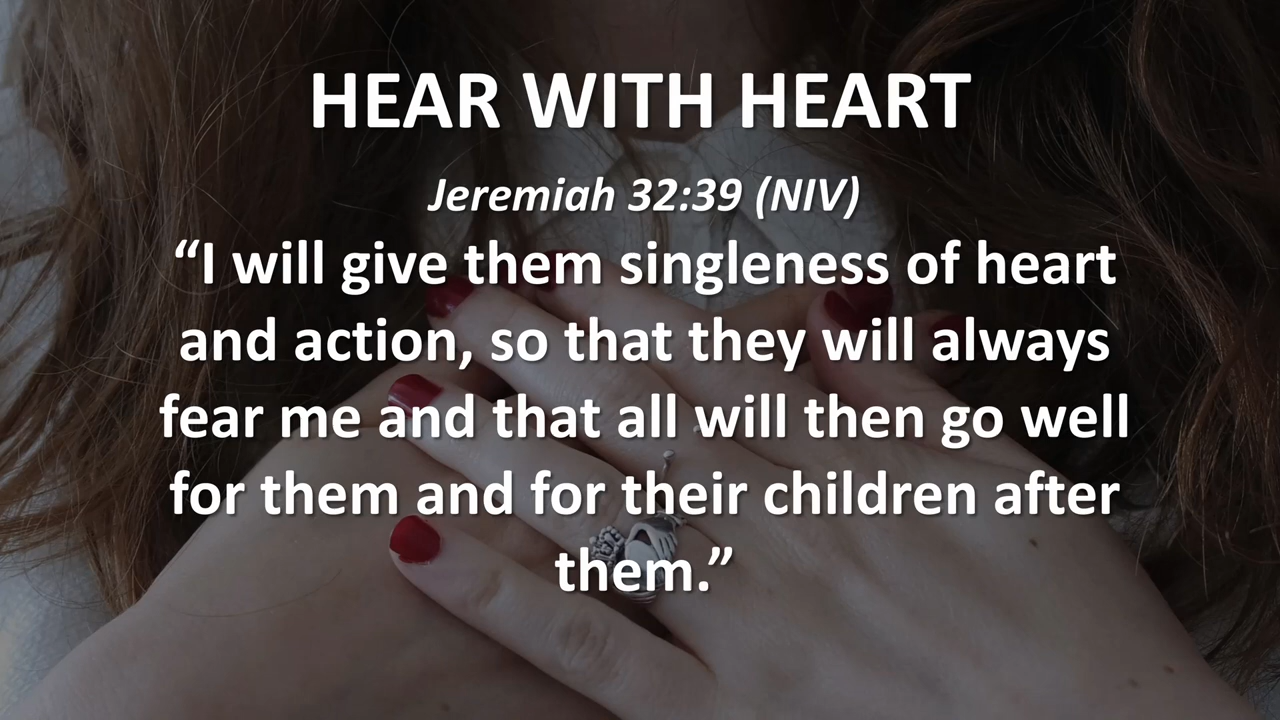 HEAR WITH HEART
Jeremiah 32:39 (NIV)
“I will give them singleness of heart
and action, so that they will always
fear me and that all will then go well
for them and for their children after
them.”